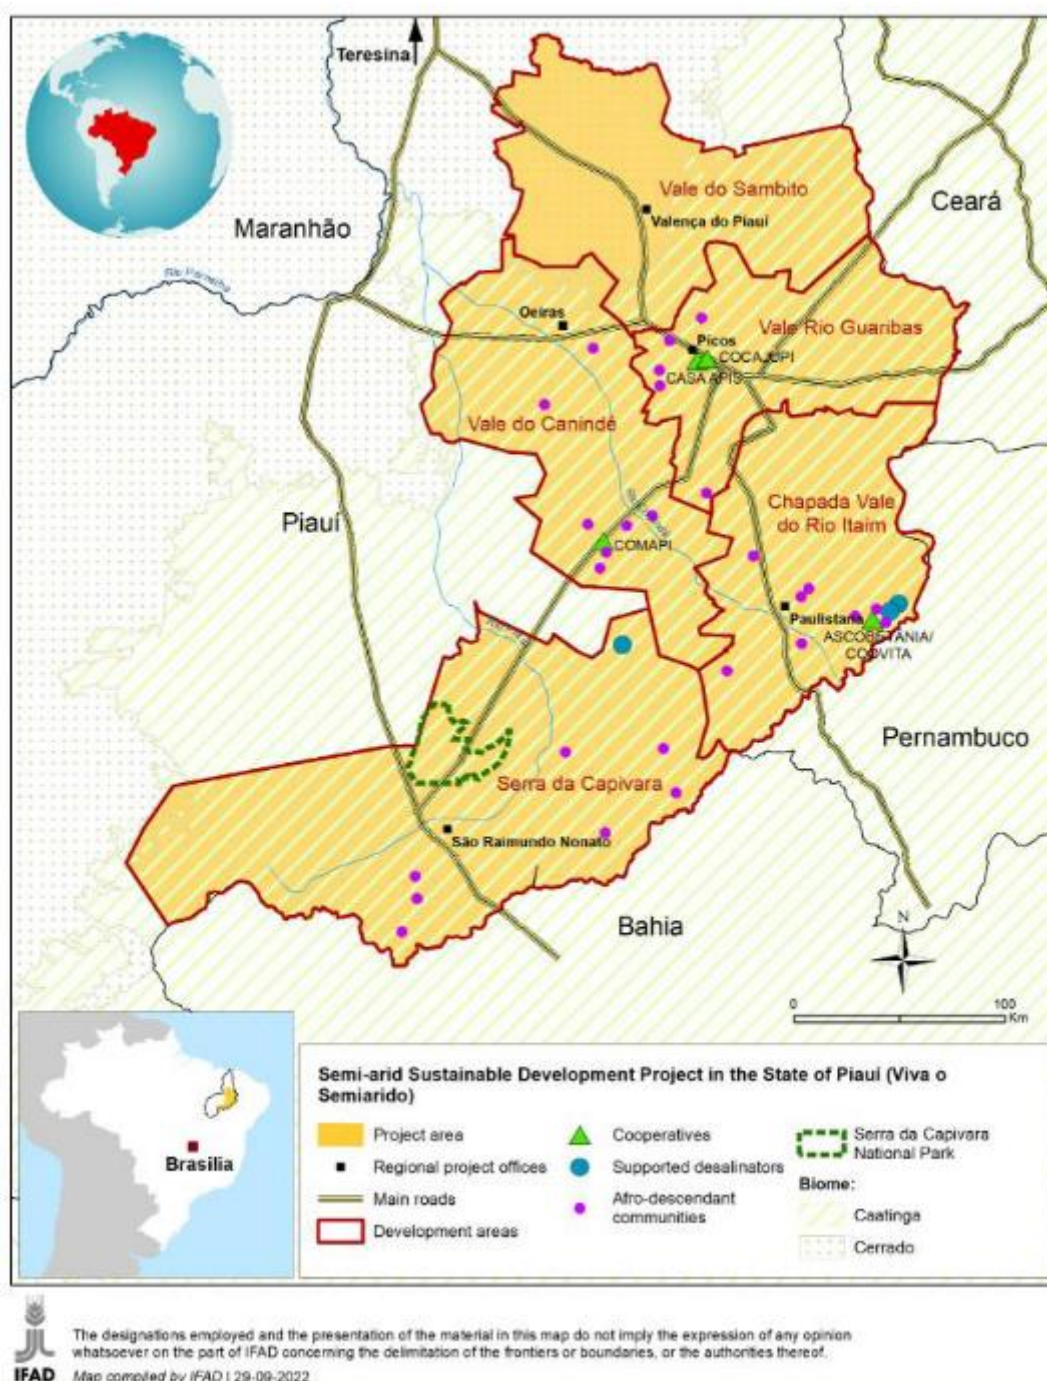 Teresina
Maranhão
Rio Parnaíba
Ceará
Vale do Sambito
Valença do Piauí
Oeiras
Vale Rio Guaribas
Picos
COCAJUPI
CASA APIS
Vale do Canindé
Piauí
Chapada Vale
do Rio Itaim
COMAPI
Paulistana
ASCOBETANIA/
COOVITA
Pernambuco
Serra da Capivara
São Raimundo Nonato
Bahia
N
0 100
Km
Brasilia
Semi-arid Sustainable Development Project in the State of Piauí (Viva o
Semiarido)
Project area
Regional project offices
Main roads
Development areas
Cooperatives
Supported desalinators
Afro-descendant
communities
Serra da Capivara
National Park
Biome:
Caatinga
Cerrado
The designations employed and the presentation of the material in this map do not imply the expression of any opinion
whatsoever on the part of IFAD concerning the delimitation of the frontiers or boundaries, or the authorities thereof.
IFAD Map compiled by IFAD | 29-09-2022